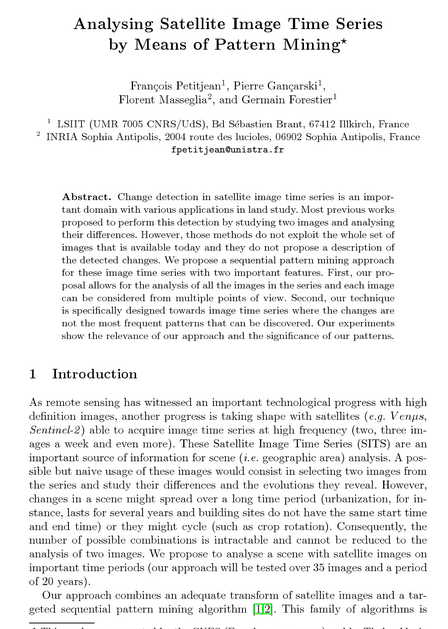 Analysing Satellite Image Time Series
by Means of Pattern Mining*
François Petitjean1, Pierre Gançarski1,
Florent Masseglia2, and Germain Forestier1
1 LSIIT (UMR 7005 CNRS/UdS), Bd Sébastien Brant, 67412 Illkirch, France
2 INRIA Sophia Antipolis, 2004 route des lucioles, 06902 Sophia Antipolis, France
fpetitjean@unistra.fr
Abstract. Change detection in satellite image time series is an impor-
tant domain with various applications in land study. Most previous works
proposed to perform this detection by studying two images and analysing
their differences. However, those methods do not exploit the whole set of
images that is available today and they do not propose a description of
the detected changes. We propose a sequential pattern mining approach
for these image time series with two important features. First, our pro-
posal allows for the analysis of all the images in the series and each image
can be considered from multiple points of view. Second, our technique
is specifically designed towards image time series where the changes are
not the most frequent patterns that can be discovered. Our experiments
show the relevance of our approach and the significance of our patterns.
1 Introduction
As remote sensing has witnessed an important technological progress with high
definition images, another progress is taking shape with satellites (e.g. Venµs,
Sentinel-2) able to acquire image time series at high frequency (two, three im-
ages a week and even more). These Satellite Image Time Series (SITS) are an
important source of information for scene (i.e. geographic area) analysis. A pos-
sible but naive usage of these images would consist in selecting two images from
the series and study their differences and the evolutions they reveal. However,
changes in a scene might spread over a long time period (urbanization, for in-
stance, lasts for several years and building sites do not have the same start time
and end time) or they might cycle (such as crop rotation). Consequently, the
number of possible combinations is intractable and cannot be reduced to the
analysis of two images. We propose to analyse a scene with satellite images on
important time periods (our approach will be tested over 35 images and a period
of 20 years).
Our approach combines an adequate transform of satellite images and a tar-
geted sequential pattern mining algorithm [1,2]. This family of algorithms is